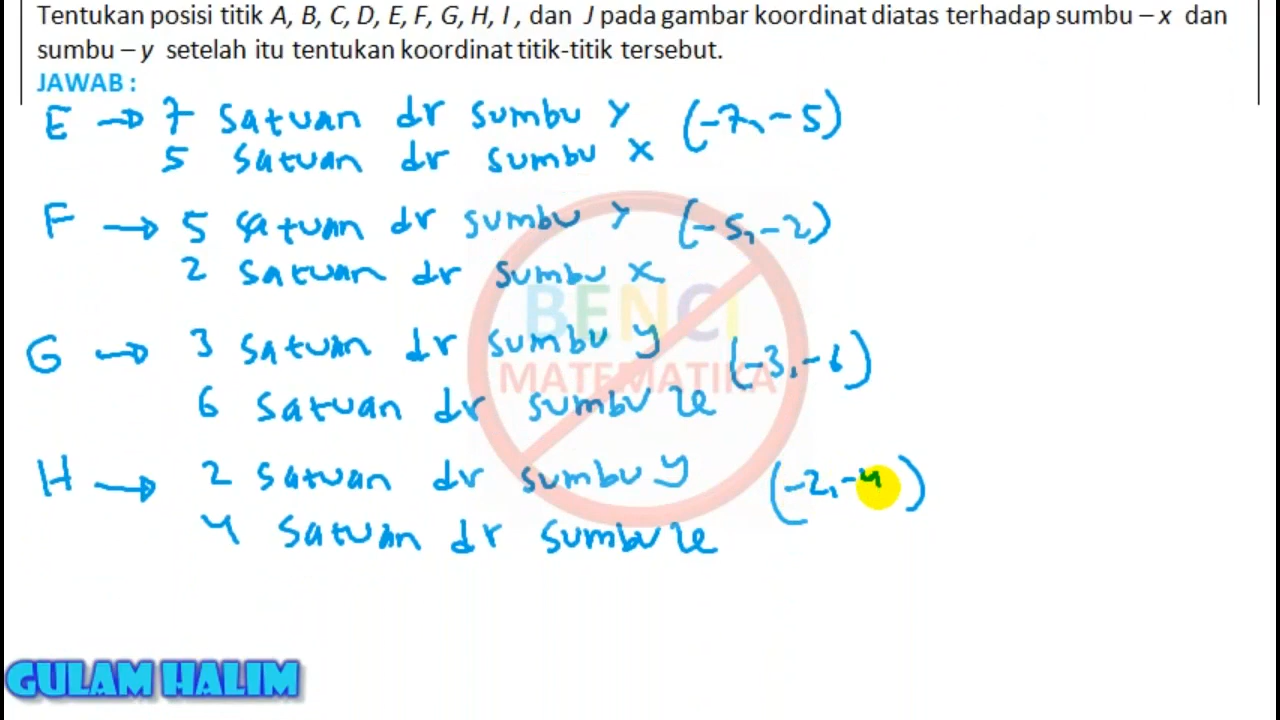 Tentukan posisi titik A, B, C, D, E, F, G, H, I , dan J pada gambar koordinat diatas terhadap sumbu – x dan
sumbu – y setelah itu tentukan koordinat titik-titik tersebut.
JAWAB :
E → 7 satuan dr sumbu y (-7, -5)
5 satuan dr sumbu x
F → 5 satuan dr sumbu y (-5, -2)
2 satuan dr sumbu x
G → 3 satuan dr sumbu y (-3, -6)
6 satuan dr sumbu x
H → 2 satuan dr sumbu y (-2, -4)
4 satuan dr sumbu x
BENCI
MATEMATIKA
GULAM HALIM